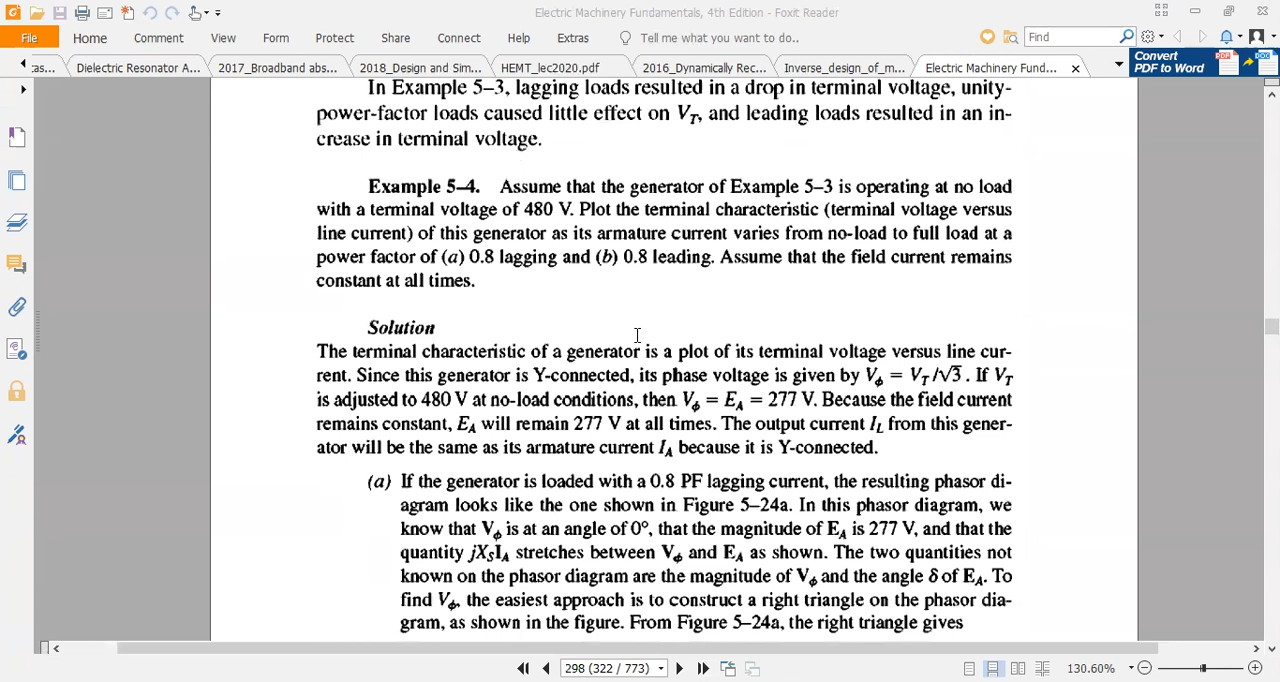 Electric Machinery Fundamentals, 4th Edition - Foxit Reader
File Home Comment View Form Protect Share Connect Help Extras Tell me what you want to do.. Find
tas... Dielectric Resonator A... 2017_Broadband abs... 2018_Design and Sim... HEMT_lec2020.pdf 2016_Dynamically Rec... erse_design_of_m... Electric Machinery Fund...
Convert
PDF to Word
In Example 5–3, lagging loads resulted in a drop in terminal voltage, unity-
power-factor loads caused little effect on V_T, and leading loads resulted in an in-
crease in terminal voltage.
Example 5–4. Assume that the generator of Example 5–3 is operating at no load
with a terminal voltage of 480 V. Plot the terminal characteristic (terminal voltage versus
line current) of this generator as its armature current varies from no-load to full load at a
power factor of (a) 0.8 lagging and (b) 0.8 leading. Assume that the field current remains
constant at all times.
Solution
The terminal characteristic of a generator is a plot of its terminal voltage versus line cur-
rent. Since this generator is Y-connected, its phase voltage is given by V_ϕ = V_T/√3. If V_T
is adjusted to 480 V at no-load conditions, then V_ϕ = E_A = 277 V. Because the field current
remains constant, E_A will remain 277 V at all times. The output current I_L from this gener-
ator will be the same as its armature current I_A because it is Y-connected.
(a) If the generator is loaded with a 0.8 PF lagging current, the resulting phasor di-
agram looks like the one shown in Figure 5–24a. In this phasor diagram, we
know that V_ϕ is at an angle of 0°, that the magnitude of E_A is 277 V, and that the
quantity jX_SI_A stretches between V_ϕ and E_A as shown. The two quantities not
known on the phasor diagram are the magnitude of V_ϕ and the angle δ of E_A. To
find V_ϕ, the easiest approach is to construct a right triangle on the phasor dia-
gram, as shown in the figure. From Figure 5–24a, the right triangle gives
298 (322 / 773) 130.60%